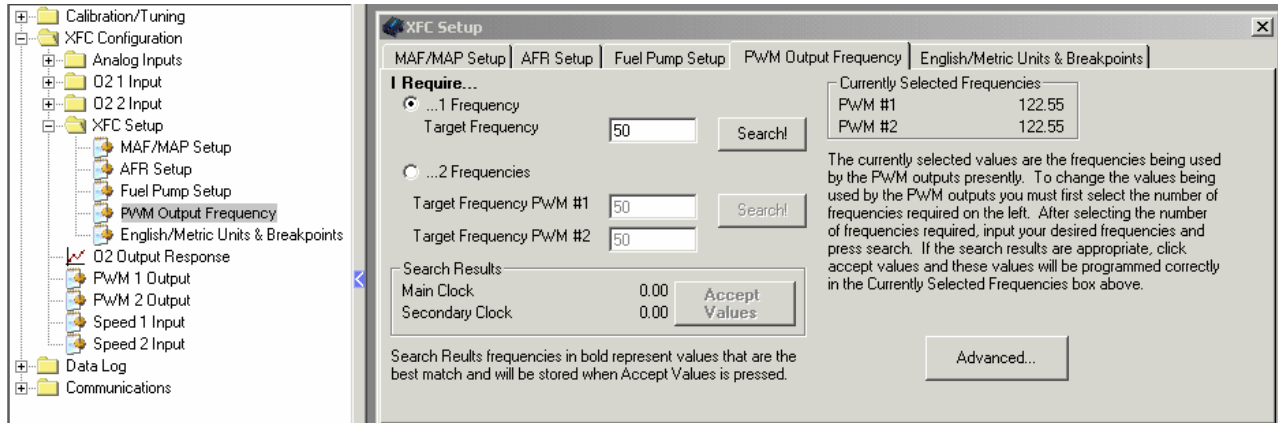 Calibration/Tuning
XFC Configuration
Analog Inputs
O2 1 Input
O2 2 Input
XFC Setup
MAF/MAP Setup
AFR Setup
Fuel Pump Setup
PWM Output Frequency
English/Metric Units & Breakpoints
O2 Output Response
PWM 1 Output
PWM 2 Output
Speed 1 Input
Speed 2 Input
Data Log
Communications
XFC Setup
MAF/MAP Setup AFR Setup Fuel Pump Setup PWM Output Frequency English/Metric Units & Breakpoints
I Require...
...1 Frequency
Target Frequency 50 Search!
...2 Frequencies
Target Frequency PWM #1 50 Search!
Target Frequency PWM #2 50
Search Results
Main Clock 0.00
Secondary Clock 0.00
Accept
Values
Search Reults frequencies in bold represent values that are the
best match and will be stored when Accept Values is pressed.
Currently Selected Frequencies
PWM #1 122.55
PWM #2 122.55
The currently selected values are the frequencies being used
by the PWM outputs presently. To change the values being
used by the PWM outputs you must first select the number of
frequencies required on the left. After selecting the number
of frequencies required, input your desired frequencies and
press search. If the search results are appropriate, click
accept values and these values will be programmed correctly
in the Currently Selected Frequencies box above.
Advanced...